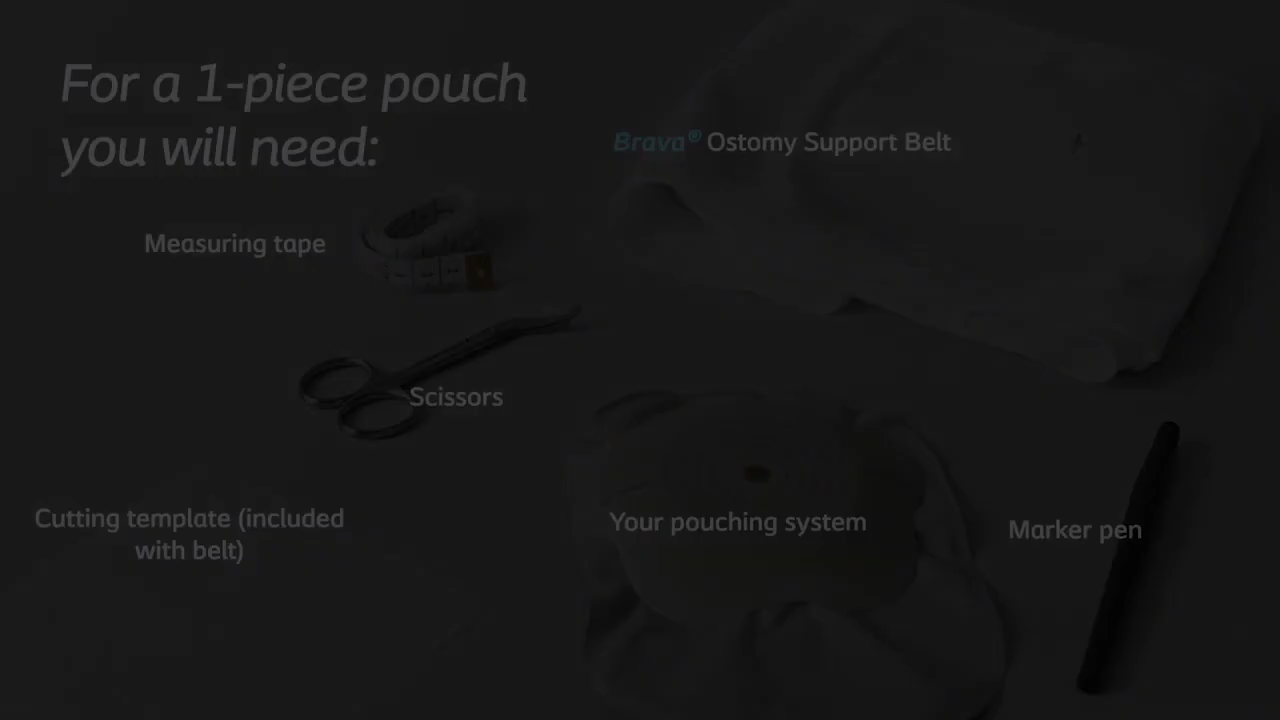 For a 1-piece pouch
you will need:
Brava® Ostomy Support Belt
Measuring tape
Scissors
Cutting template (included
with belt)
Your pouching system
Marker pen